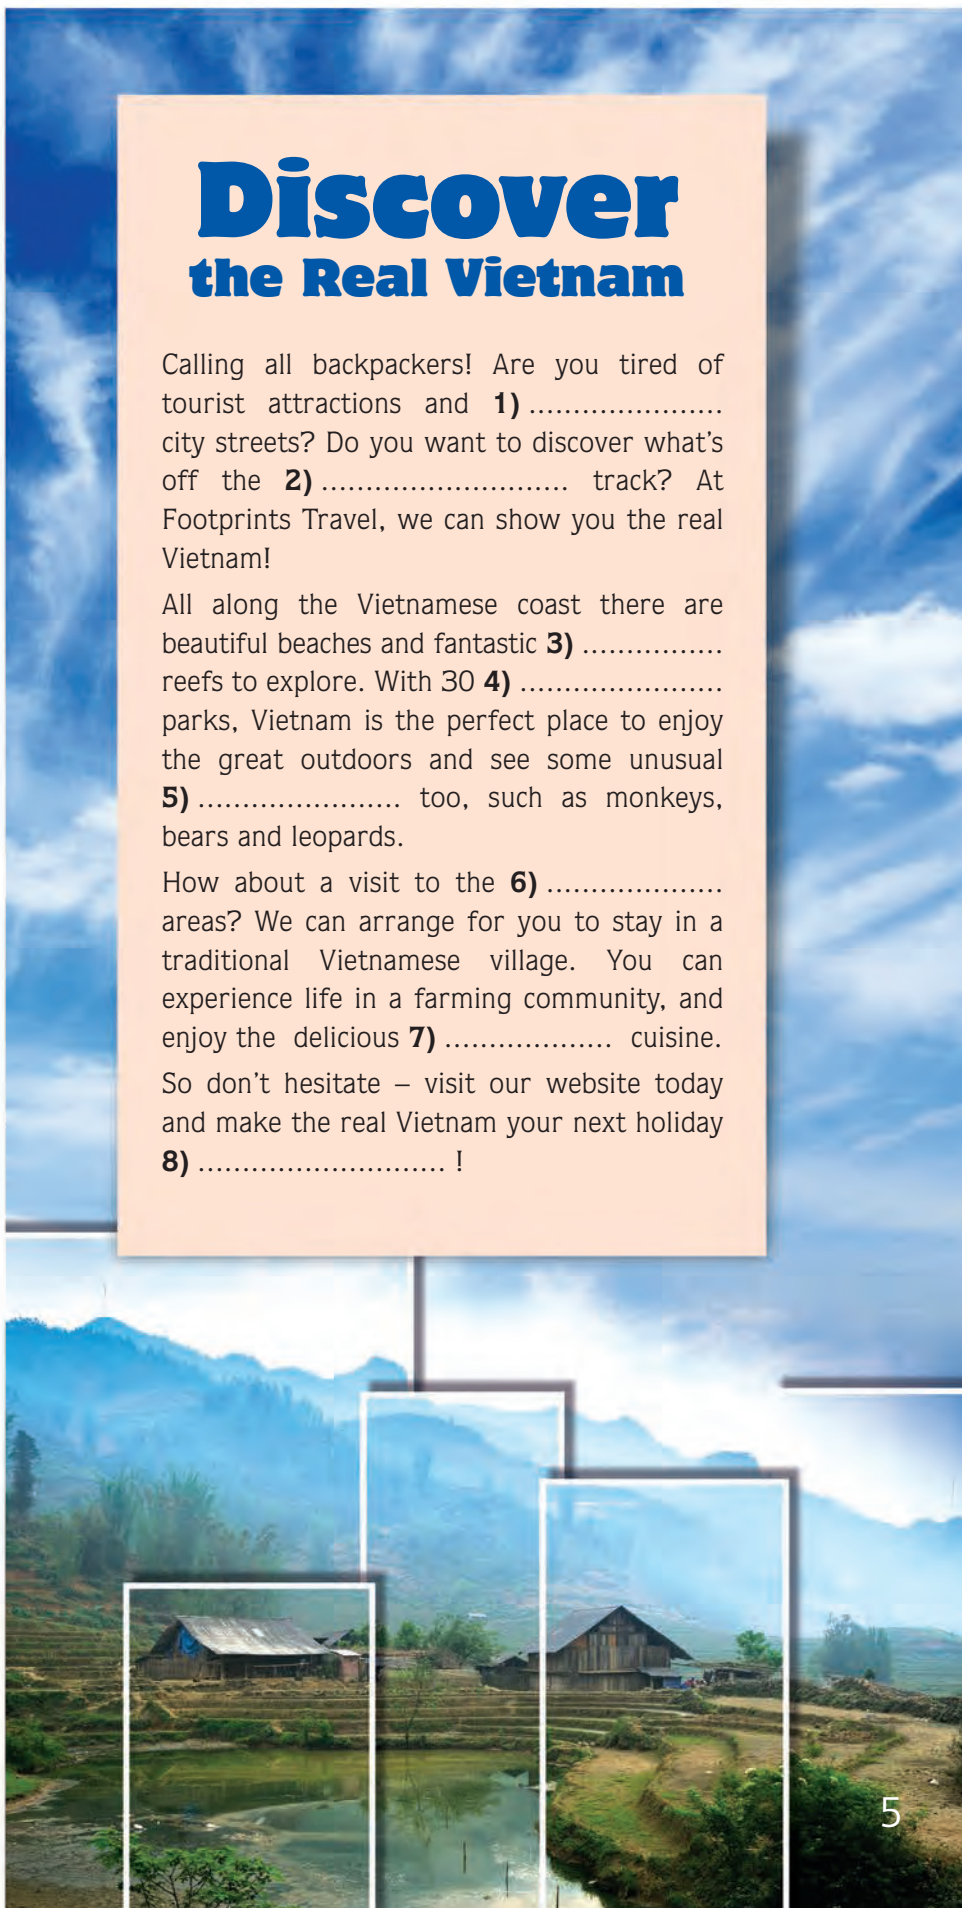 Discover
the Real Vietnam
Calling all backpackers! Are you tired of
tourist attractions and 1) ......................
city streets? Do you want to discover what's
off the 2) ............................ track? At
Footprints Travel, we can show you the real
Vietnam!
All along the Vietnamese coast there are
beautiful beaches and fantastic 3) ................
reefs to explore. With 30 4) .......................
parks, Vietnam is the perfect place to enjoy
the great outdoors and see some unusual
5) ....................... too, such as monkeys,
bears and leopards.
How about a visit to the 6) ....................
areas? We can arrange for you to stay in a
traditional Vietnamese village. You can
experience life in a farming community, and
enjoy the delicious 7) ................... cuisine.
So don't hesitate – visit our website today
and make the real Vietnam your next holiday
8) ............................ !
5